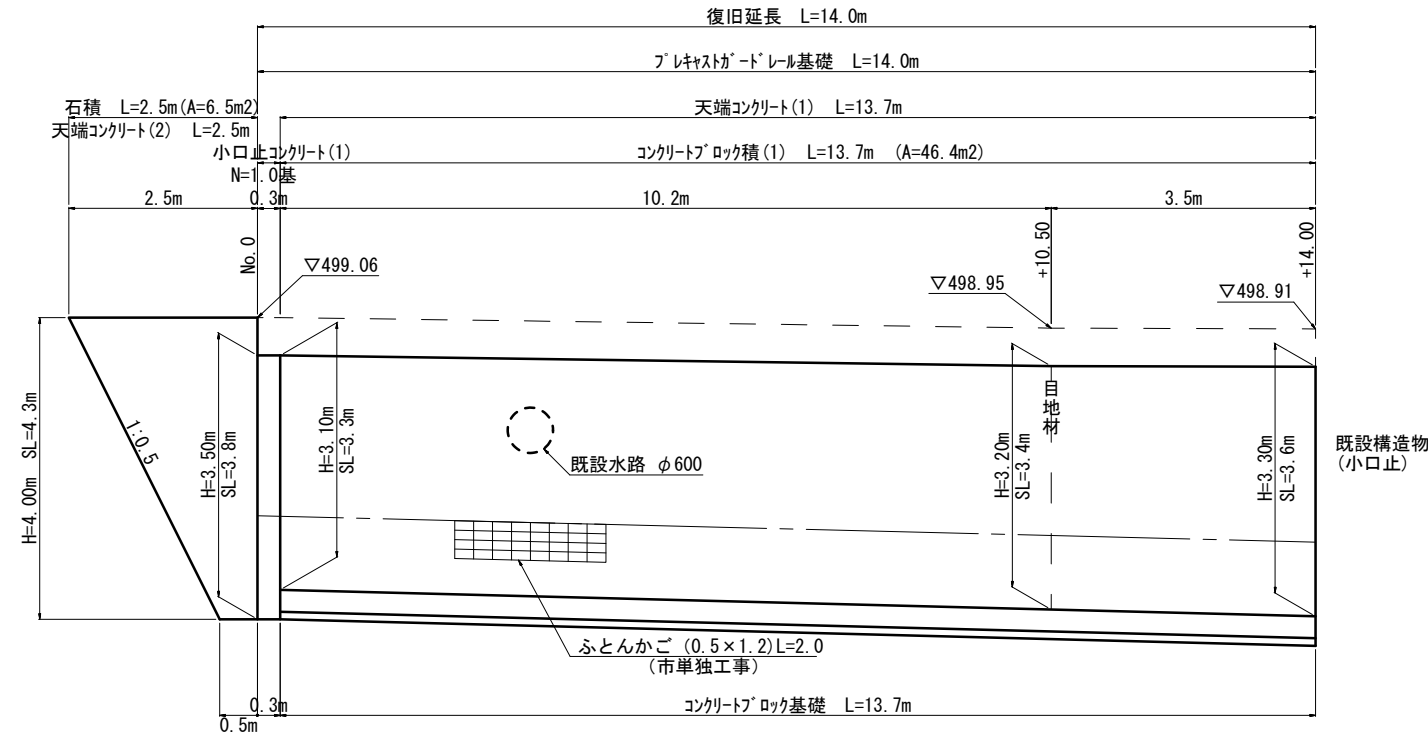 復旧延長 L=14.0m
プレキャストガードレール基礎 L=14.0m
石積 L=2.5m(A=6.5m2)
天端コンクリート(1) L=13.7m
天端コンクリート(2) L=2.5m
小口止コンクリート(1)
N=1.0基
コンクリートブロック積(1) L=13.7m (A=46.4m2)
2.5m
0.3m
10.2m
3.5m
No.0
+10.50
+14.00
▽499.06
▽498.95
▽498.91
H=4.00m SL=4.3m
1:0.5
H=3.50m
SL=3.8m
H=3.10m
SL=3.3m
既設水路 φ600
目地材
H=3.20m
SL=3.4m
H=3.30m
SL=3.6m
既設構造物
(小口止)
ふとんかご (0.5×1.2)L=2.0
(市単独工事)
0.3m
0.5m
コンクリートブロック基礎 L=13.7m